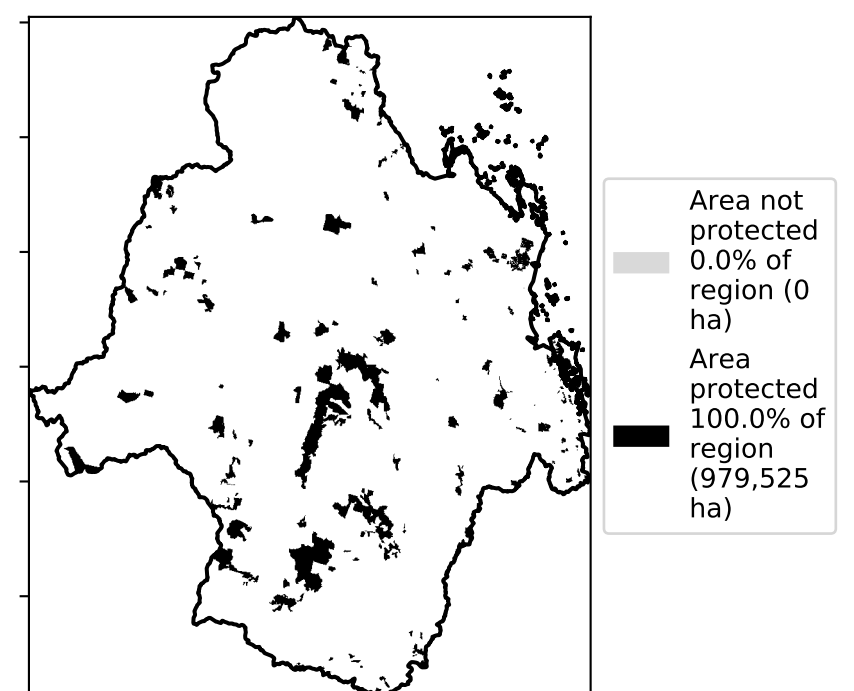 Area not
protected
0.0% of
region (0
ha)
Area
protected
100.0% of
region
(979,525
ha)